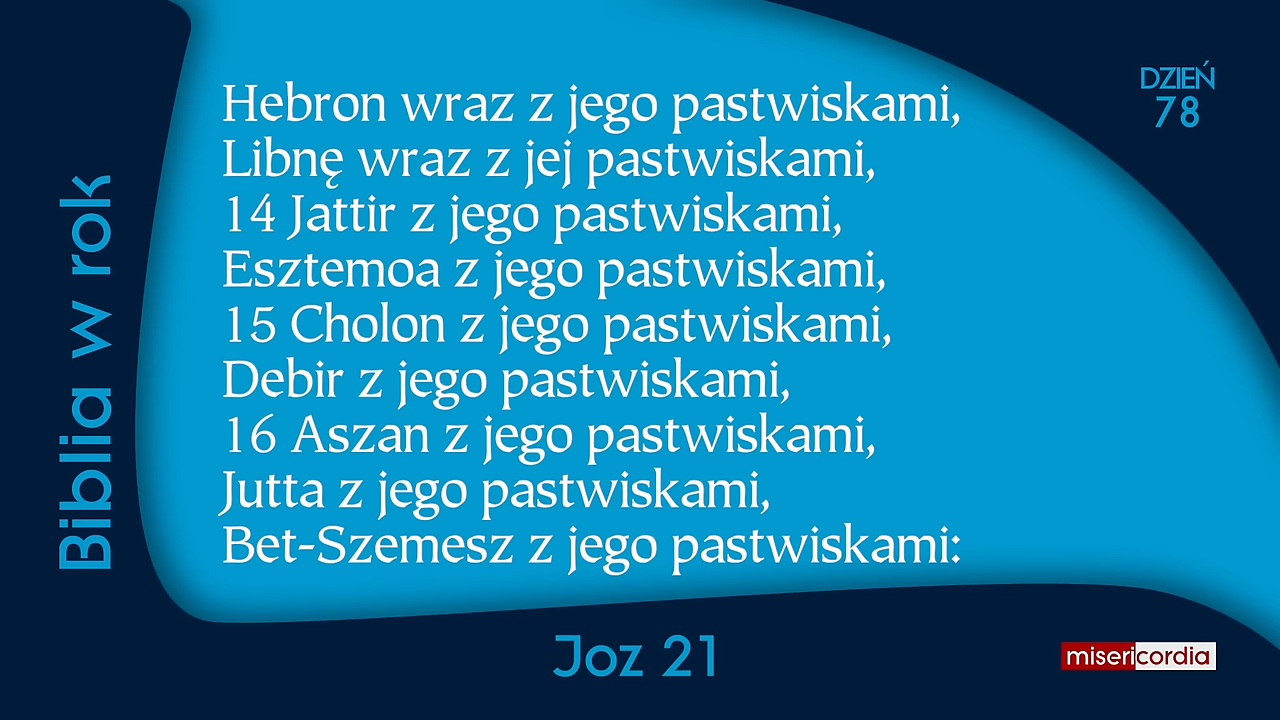 Hebron wraz z jego pastwiskami,
Libnę wraz z jej pastwiskami,
14 Jattir z jego pastwiskami,
Esztemoa z jego pastwiskami,
15 Cholon z jego pastwiskami,
Debir z jego pastwiskami,
16 Aszan z jego pastwiskami,
Jutta z jego pastwiskami,
Bet-Szemesz z jego pastwiskami:
DZIEŃ
78
Biblia w rok
Joz 21
misericordia